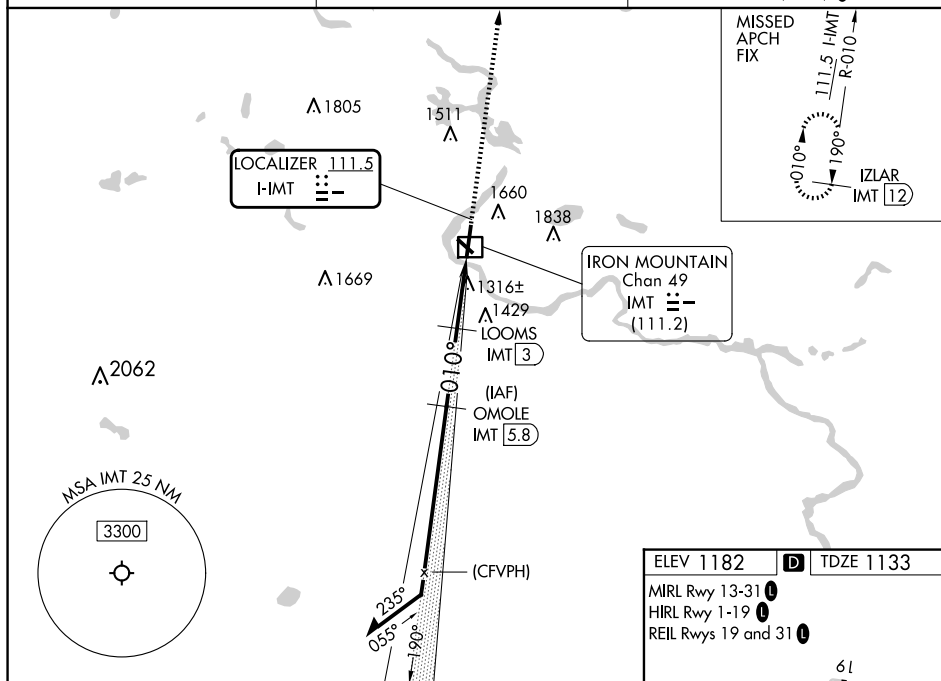 MISSED
APCH
FIX
111.5 I-IMT
R-010
010°
190°
IZLAR
IMT 12
1805
1511
LOCALIZER 111.5
I-IMT
1660
1838
IRON MOUNTAIN
Chan 49
IMT
(111.2)
1669
1316±
1429
LOOMS
IMT 3
010°
2062
(IAF)
OMOLE
IMT 5.8
MSA IMT 25 NM
3300
(CFVPH)
235°
055°
190°
ELEV 1182 D TDZE 1133
MIRL Rwy 13-31 L
HIRL Rwy 1-19 L
REIL Rwys 19 and 31 L
19